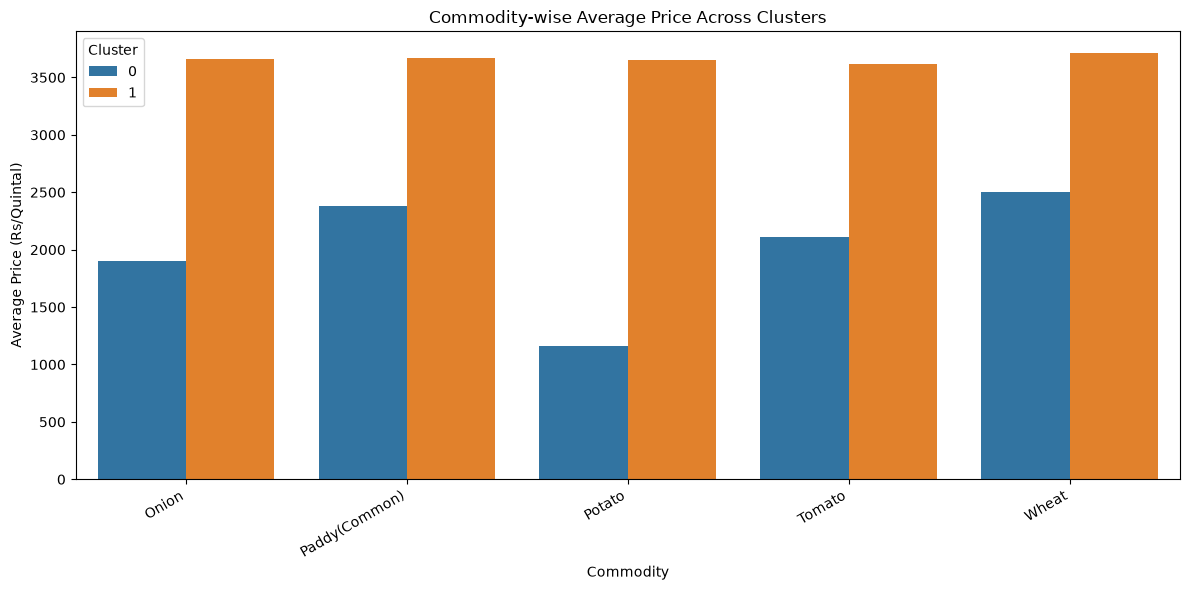 Commodity-wise Average Price Across Clusters
Cluster
0
1
Average Price (Rs/Quintal)
3500
3000
2500
2000
1500
1000
500
0
Onion
Paddy(Common)
Potato
Tomato
Wheat
Commodity